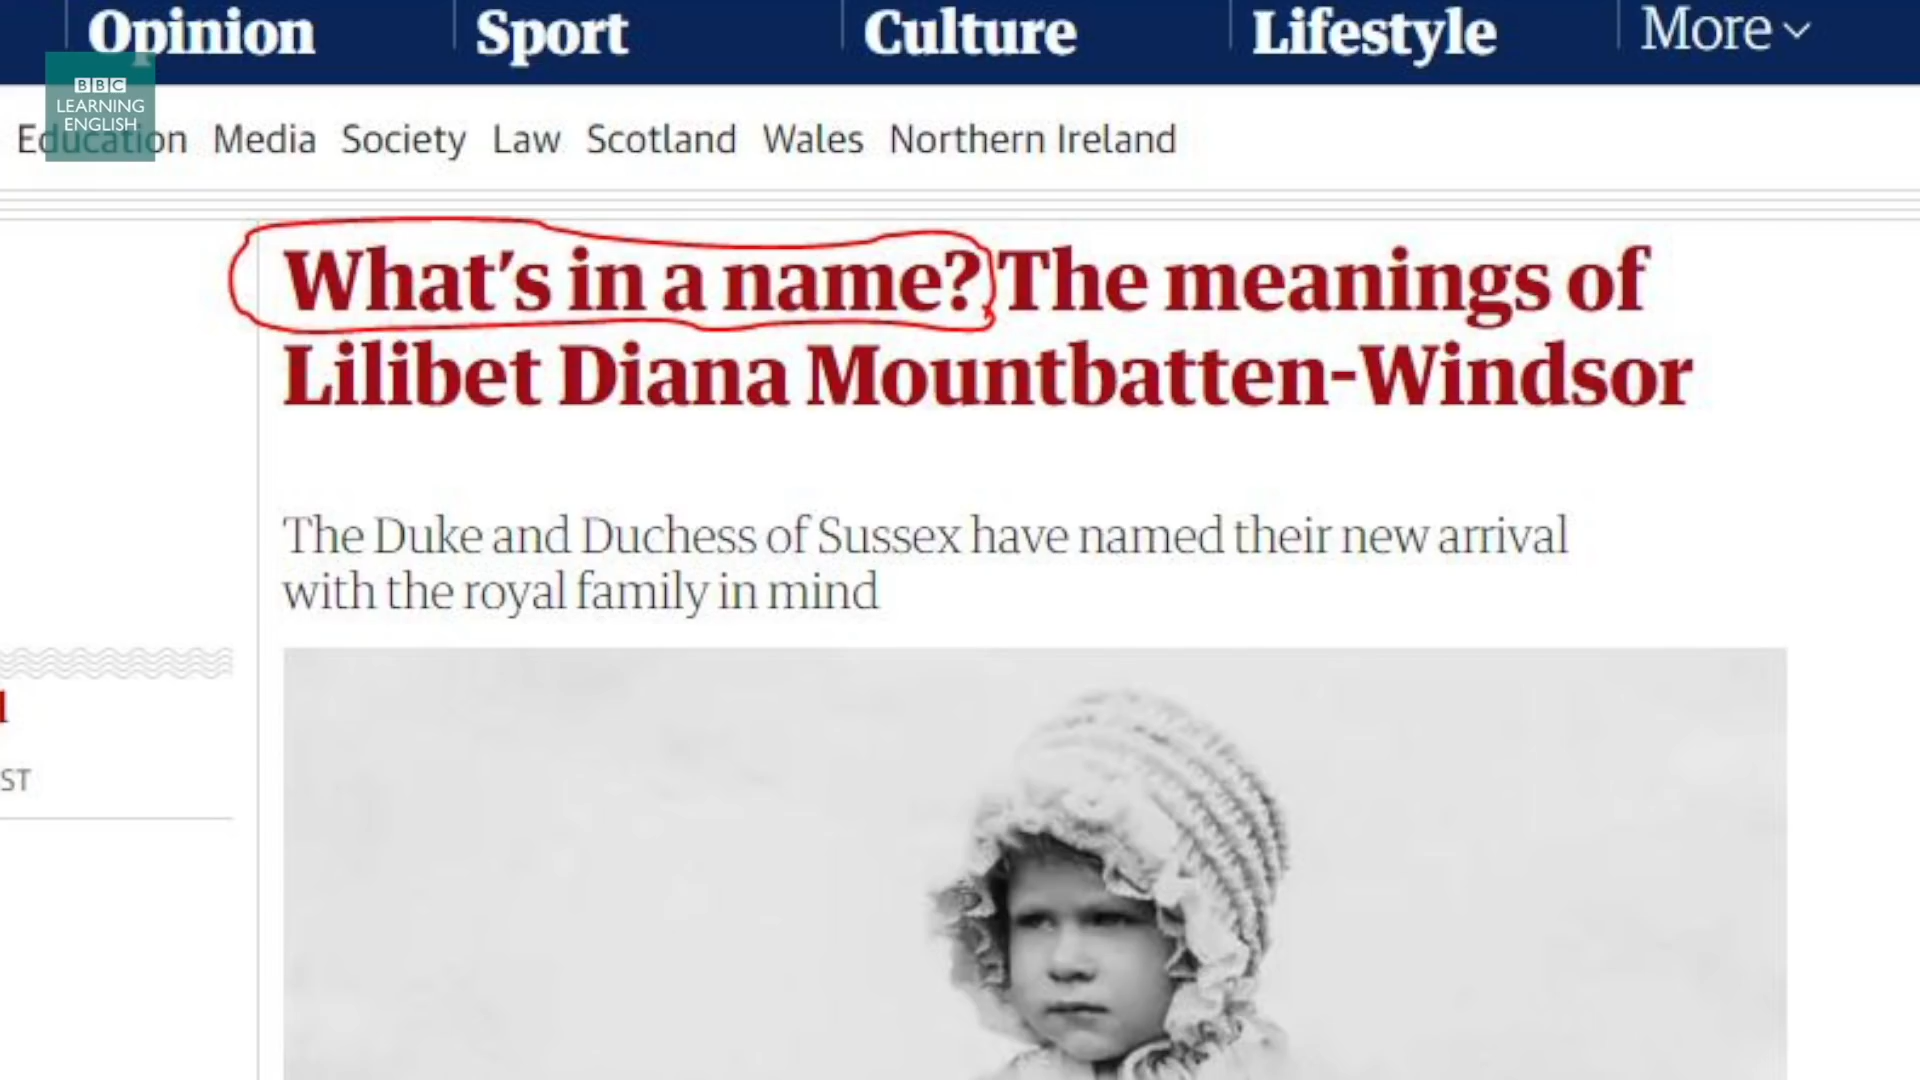 Opinion Sport Culture Lifestyle More
BBC
LEARNING
ENGLISH
Education Media Society Law Scotland Wales Northern Ireland
What's in a name? The meanings of
Lilibet Diana Mountbatten-Windsor
The Duke and Duchess of Sussex have named their new arrival
with the royal family in mind
ST